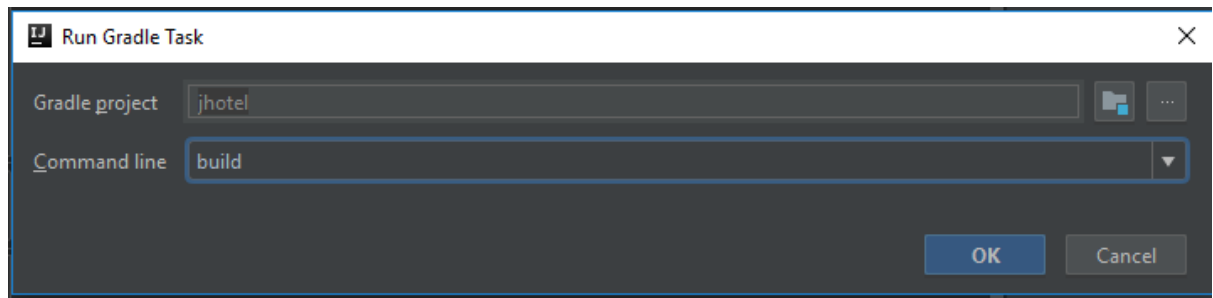 IJ Run Gradle Task
Gradle project jhotel ...
Command line build
OK Cancel